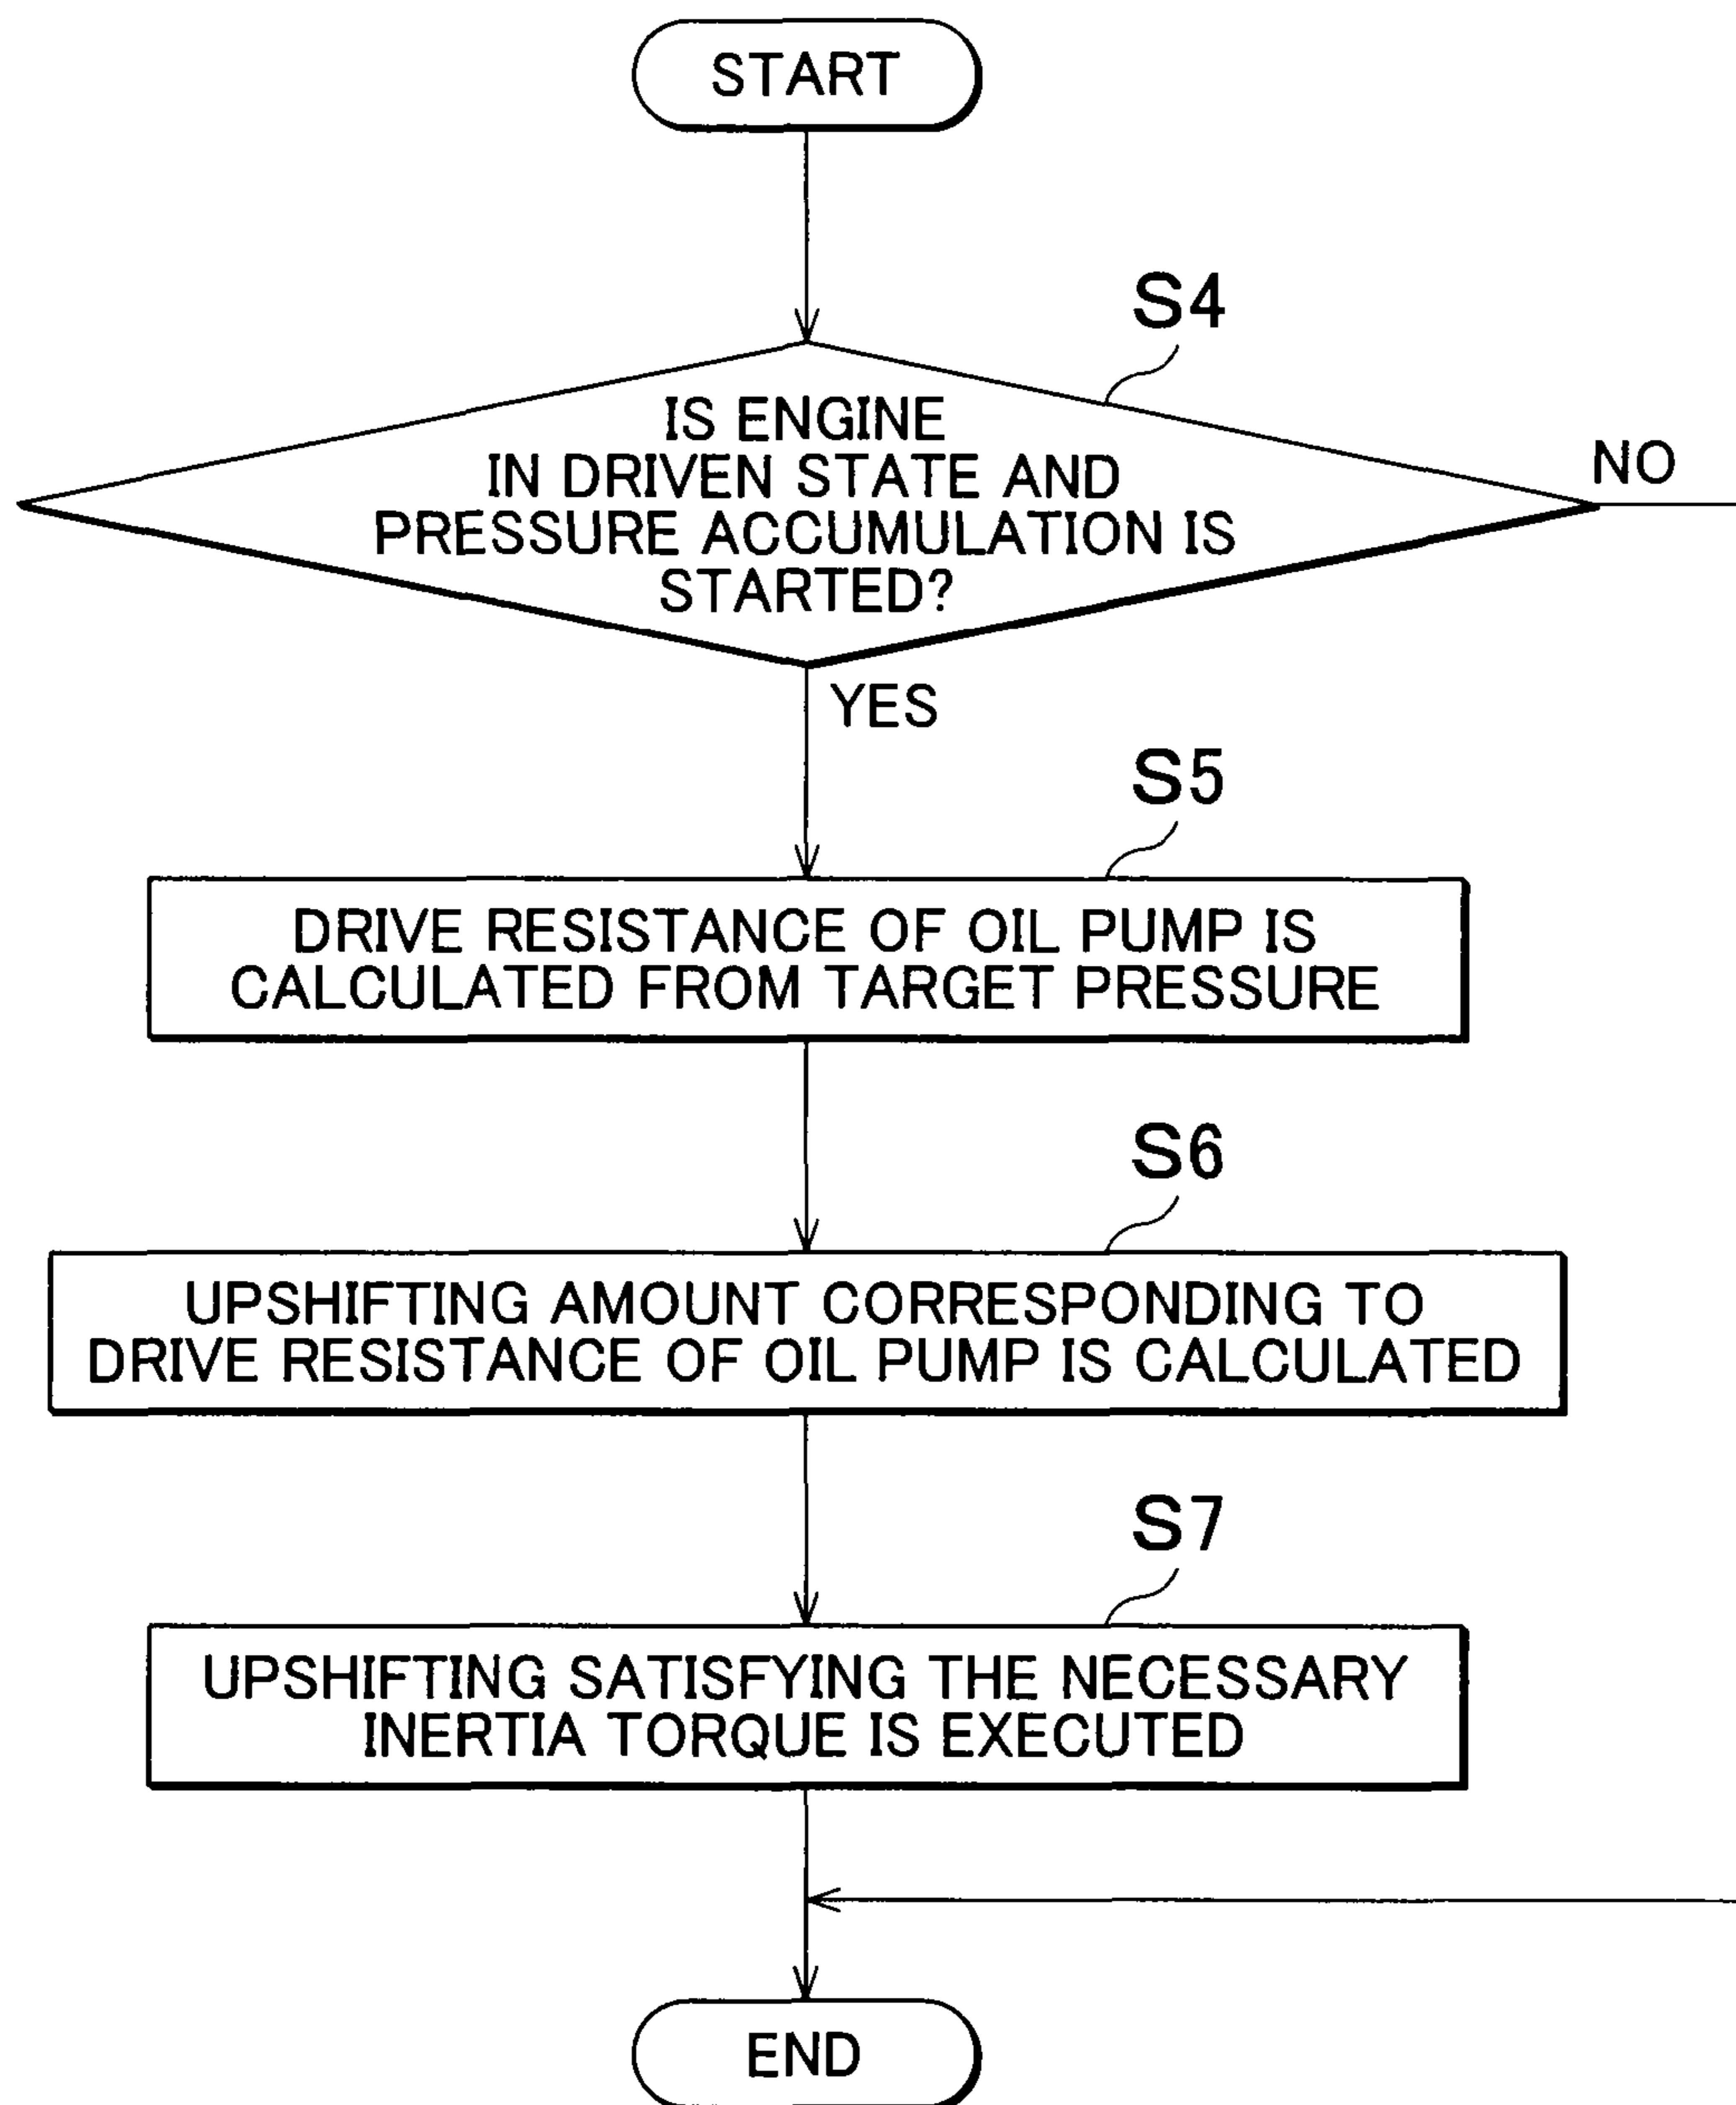 START
S4
IS ENGINE
IN DRIVEN STATE AND
PRESSURE ACCUMULATION IS
STARTED?
NO
YES
S5
DRIVE RESISTANCE OF OIL PUMP IS
CALCULATED FROM TARGET PRESSURE
S6
UPSHIFTING AMOUNT CORRESPONDING TO
DRIVE RESISTANCE OF OIL PUMP IS CALCULATED
S7
UPSHIFTING SATISFYING THE NECESSARY
INERTIA TORQUE IS EXECUTED
END